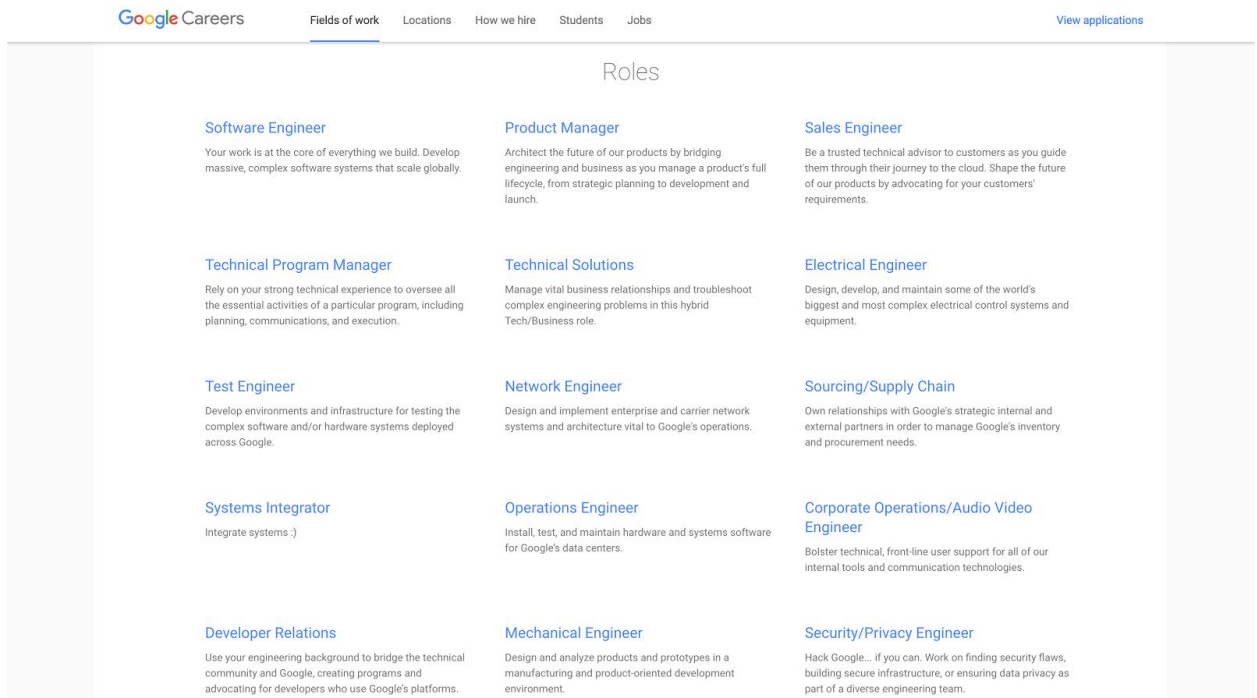 Google Careers
Fields of work
Locations
How we hire
Students
Jobs
View applications
Roles
Software Engineer
Your work is at the core of everything we build. Develop
massive, complex software systems that scale globally.
Product Manager
Architect the future of our products by bridging
engineering and business as you manage a product's full
lifecycle, from strategic planning to development and
launch.
Sales Engineer
Be a trusted technical advisor to customers as you guide
them through their journey to the cloud. Shape the future
of our products by advocating for your customers'
requirements.
Technical Program Manager
Rely on your strong technical experience to oversee all
the essential activities of a particular program, including
planning, communications, and execution.
Technical Solutions
Manage vital business relationships and troubleshoot
complex engineering problems in this hybrid
Tech/Business role.
Electrical Engineer
Design, develop, and maintain some of the world's
biggest and most complex electrical control systems and
equipment.
Test Engineer
Develop environments and infrastructure for testing the
complex software and/or hardware systems deployed
across Google.
Network Engineer
Design and implement enterprise and carrier network
systems and architecture vital to Google's operations.
Sourcing/Supply Chain
Own relationships with Google's strategic internal and
external partners in order to manage Google's inventory
and procurement needs.
Systems Integrator
Integrate systems :)
Operations Engineer
Install, test, and maintain hardware and systems software
for Google's data centers.
Corporate Operations/Audio Video
Engineer
Bolster technical, front-line user support for all of our
internal tools and communication technologies.
Developer Relations
Use your engineering background to bridge the technical
community and Google, creating programs and
advocating for developers who use Google's platforms.
Mechanical Engineer
Design and analyze products and prototypes in a
manufacturing and product-oriented development
environment.
Security/Privacy Engineer
Hack Google... if you can. Work on finding security flaws,
building secure infrastructure, or ensuring data privacy as
part of a diverse engineering team.